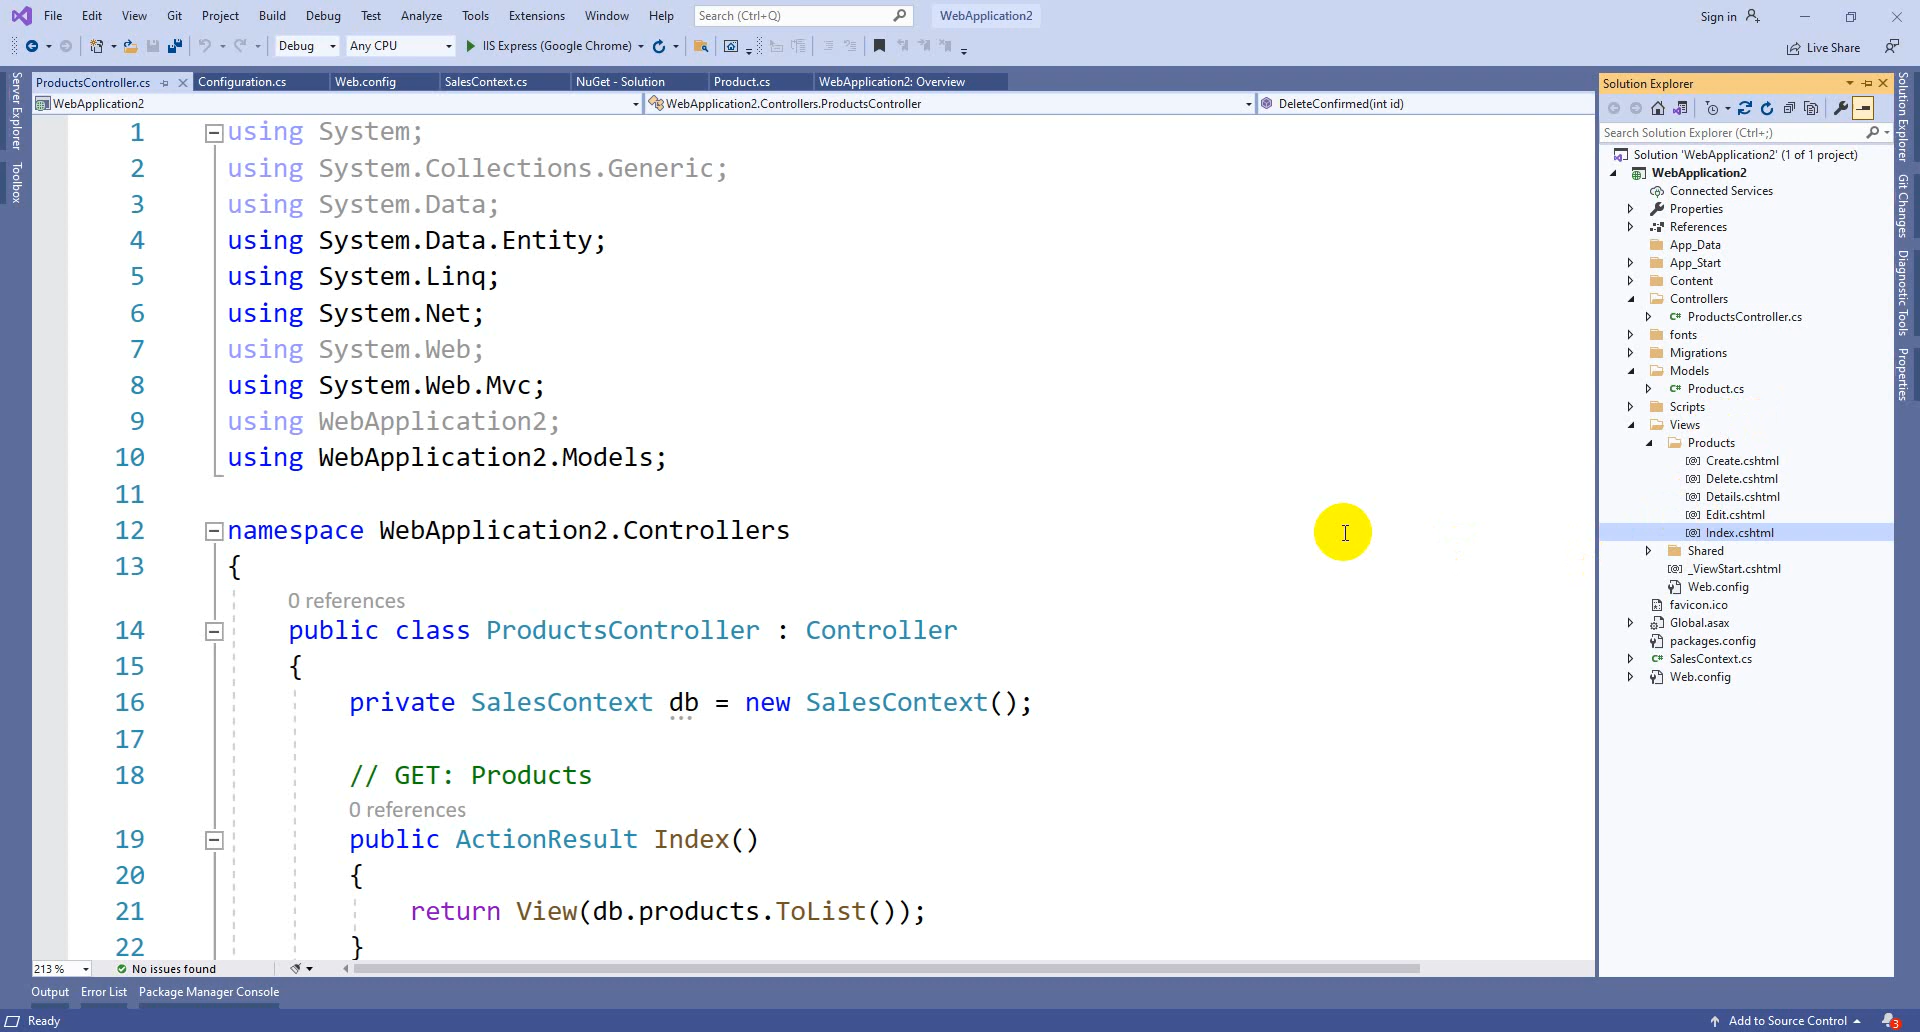 File Edit View Git Project Build Debug Test Analyze Tools Extensions Window Help Search (Ctrl+Q) WebApplication2 Sign in
Debug Any CPU IIS Express (Google Chrome) Live Share
ProductsController.cs Configuration.cs Web.config SalesContext.cs NuGet - Solution Product.cs WebApplication2: Overview
WebApplication2 WebApplication2.Controllers.ProductsController DeleteConfirmed(int id)
Server Explorer
Toolbox
1 using System;
2 using System.Collections.Generic;
3 using System.Data;
4 using System.Data.Entity;
5 using System.Linq;
6 using System.Net;
7 using System.Web;
8 using System.Web.Mvc;
9 using WebApplication2;
10 using WebApplication2.Models;
11
12 namespace WebApplication2.Controllers
13 {
0 references
14 public class ProductsController : Controller
15 {
16 private SalesContext db = new SalesContext();
17
18 // GET: Products
0 references
19 public ActionResult Index()
20 {
21 return View(db.products.ToList());
22 }
213 % No issues found
Solution Explorer
Search Solution Explorer (Ctrl+;)
Solution 'WebApplication2' (1 of 1 project)
WebApplication2
Connected Services
Properties
References
App_Data
App_Start
Content
Controllers
C# ProductsController.cs
fonts
Migrations
Models
C# Product.cs
Scripts
Views
Products
[@] Create.cshtml
[@] Delete.cshtml
[@] Details.cshtml
[@] Edit.cshtml
[@] Index.cshtml
Shared
[@] _ViewStart.cshtml
Web.config
favicon.ico
Global.asax
packages.config
C# SalesContext.cs
Web.config
Solution Explorer
Git Changes
Diagnostic Tools
Properties
Output Error List Package Manager Console
Ready Add to Source Control 3